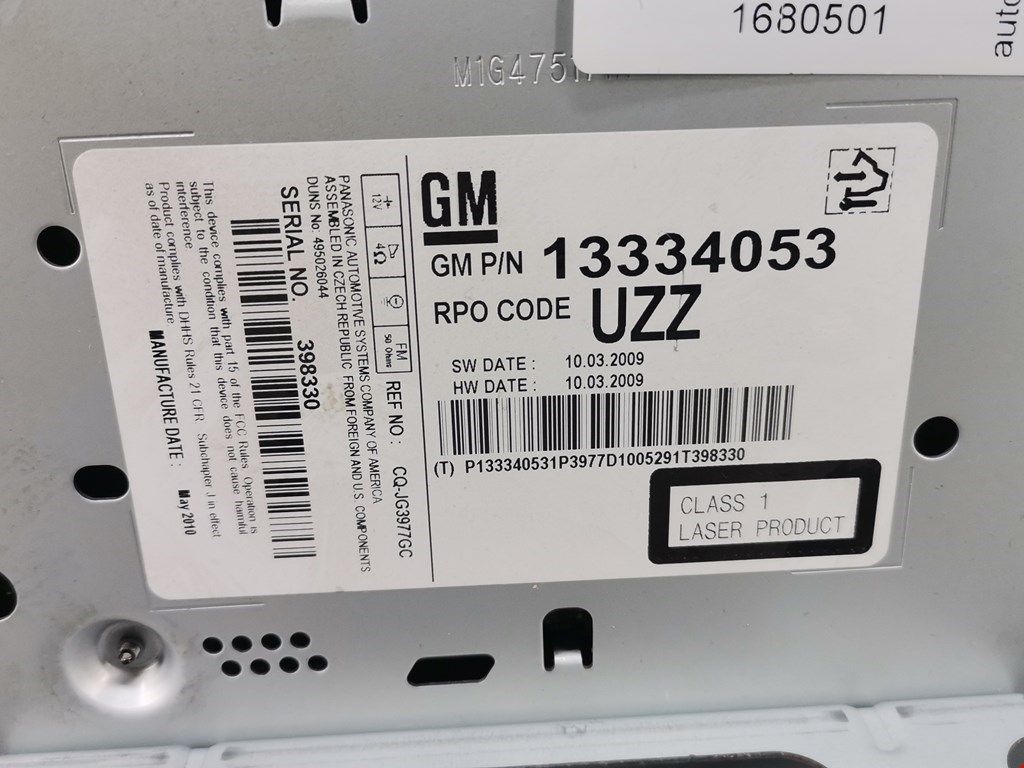 1680501
auto
M1G4751
GM
GM P/N 13334053
RPO CODE UZZ
SW DATE : 10.03.2009
HW DATE : 10.03.2009
(T) P133340531P3977D1005291T398330
CLASS 1
LASER PRODUCT
12V 4Ω FM 50 Ohms
REF NO : CQ-JG3977GC
PANASONIC AUTOMOTIVE SYSTEMS COMPANY OF AMERICA
ASSEMBLED IN CZECH REPUBLIC FROM FOREIGN AND U.S. COMPONENTS
DUNS No: 495026044
SERIAL NO. 398330
This device complies with part 15 of the FCC Rules. Operation is
subject to the condition that this device does not cause harmful
interference.
Product complies with DHHS Rules 21 CFR Subchapter J in effect
as of date of manufacture.
MANUFACTURE DATE : May 2010